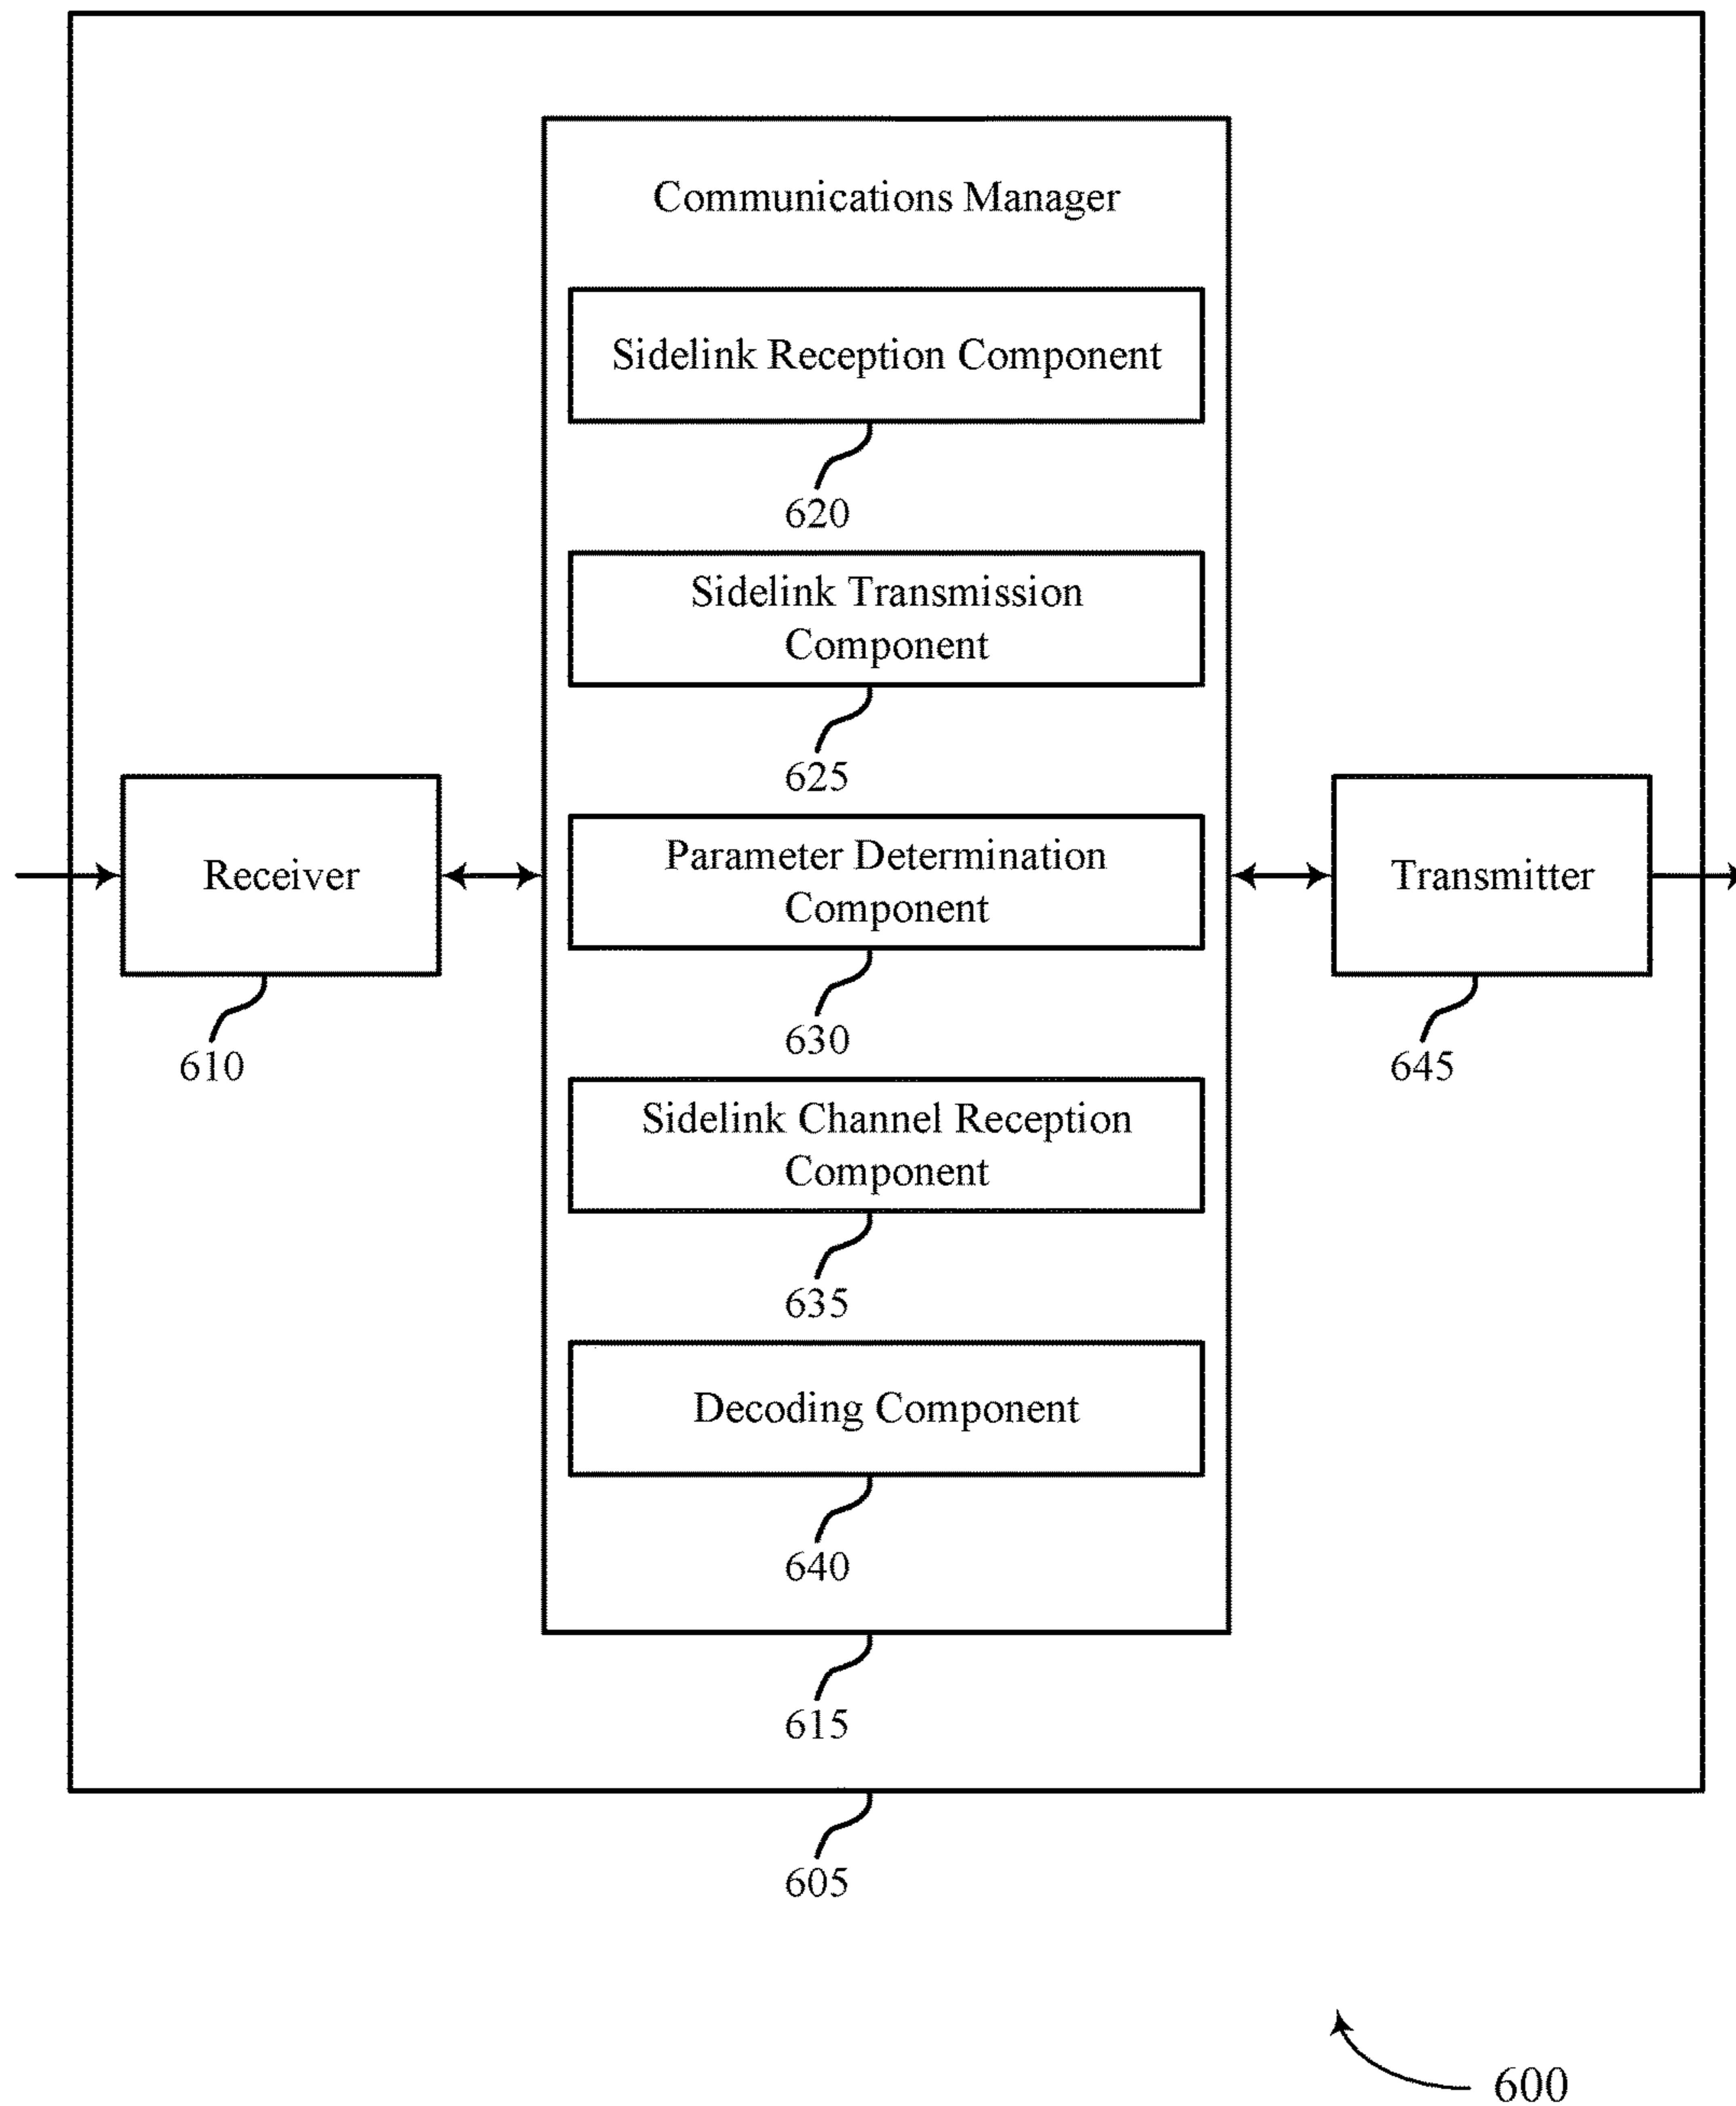 Communications Manager
Sidelink Reception Component
620
Sidelink Transmission
Component
625
Parameter Determination
Component
630
Sidelink Channel Reception
Component
635
Decoding Component
640
615
Receiver
610
Transmitter
645
605
600